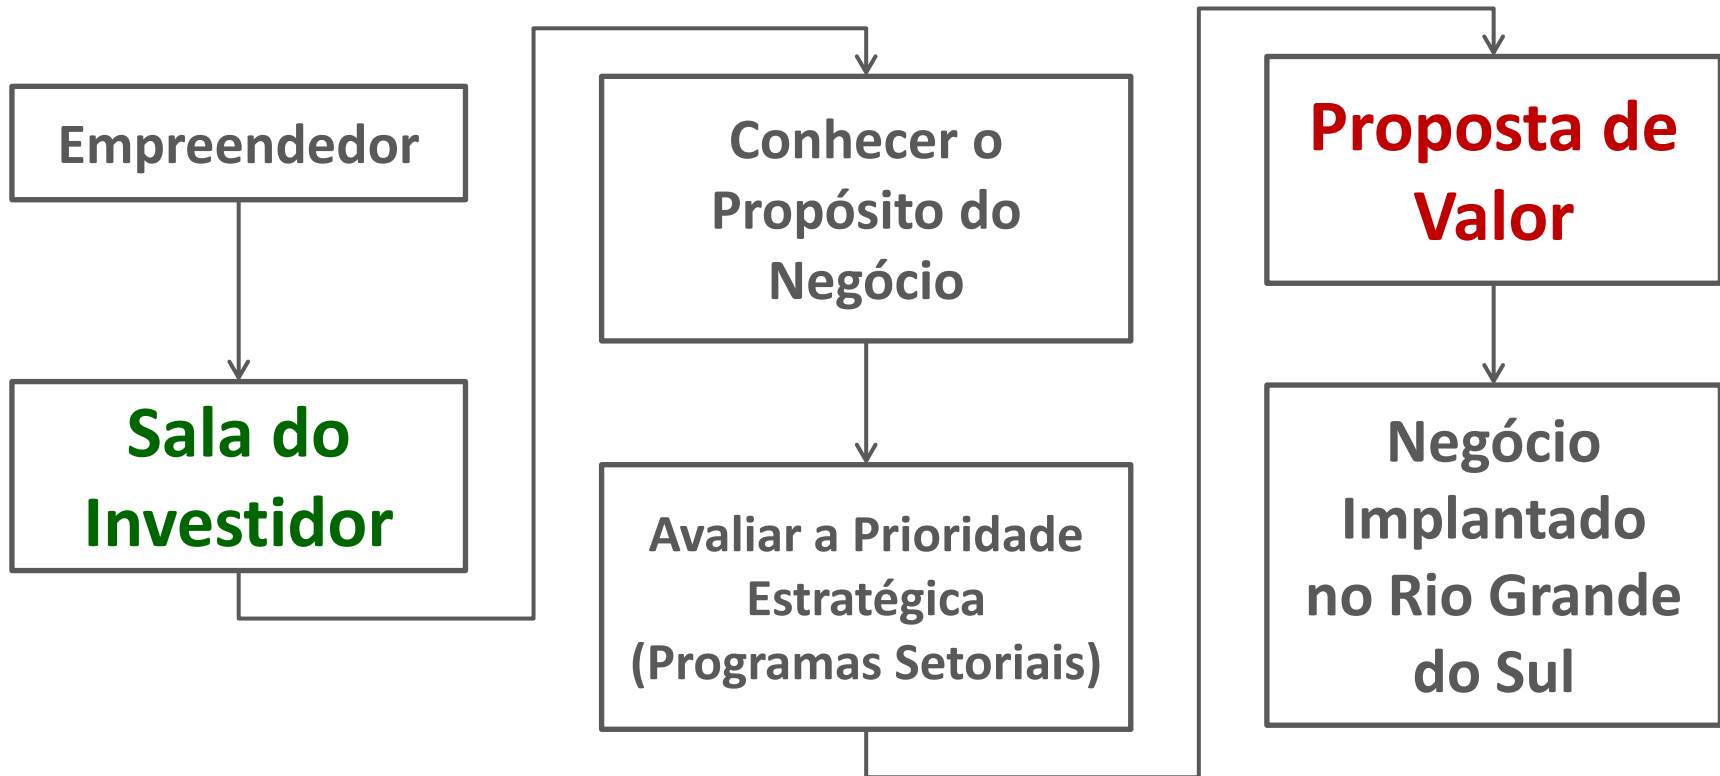 Empreendedor
Sala do
Investidor
Conhecer o
Propósito do
Negócio
Avaliar a Prioridade
Estratégica
(Programas Setoriais)
Proposta de
Valor
Negócio
Implantado
no Rio Grande
do Sul